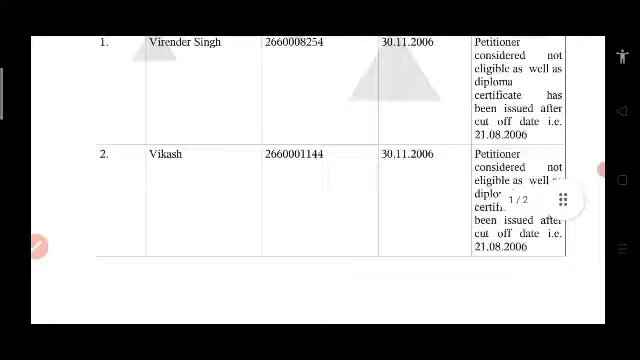 1. Virender Singh 2660008254 30.11.2006 Petitioner
considered not
eligible as well as
diploma
certificate has
been issued after
cut off date i.e.
21.08.2006
2. Vikash 2660001144 30.11.2006 Petitioner
considered not
eligible as well
1 / 2
been issued after
cut off date i.e.
21.08.2006